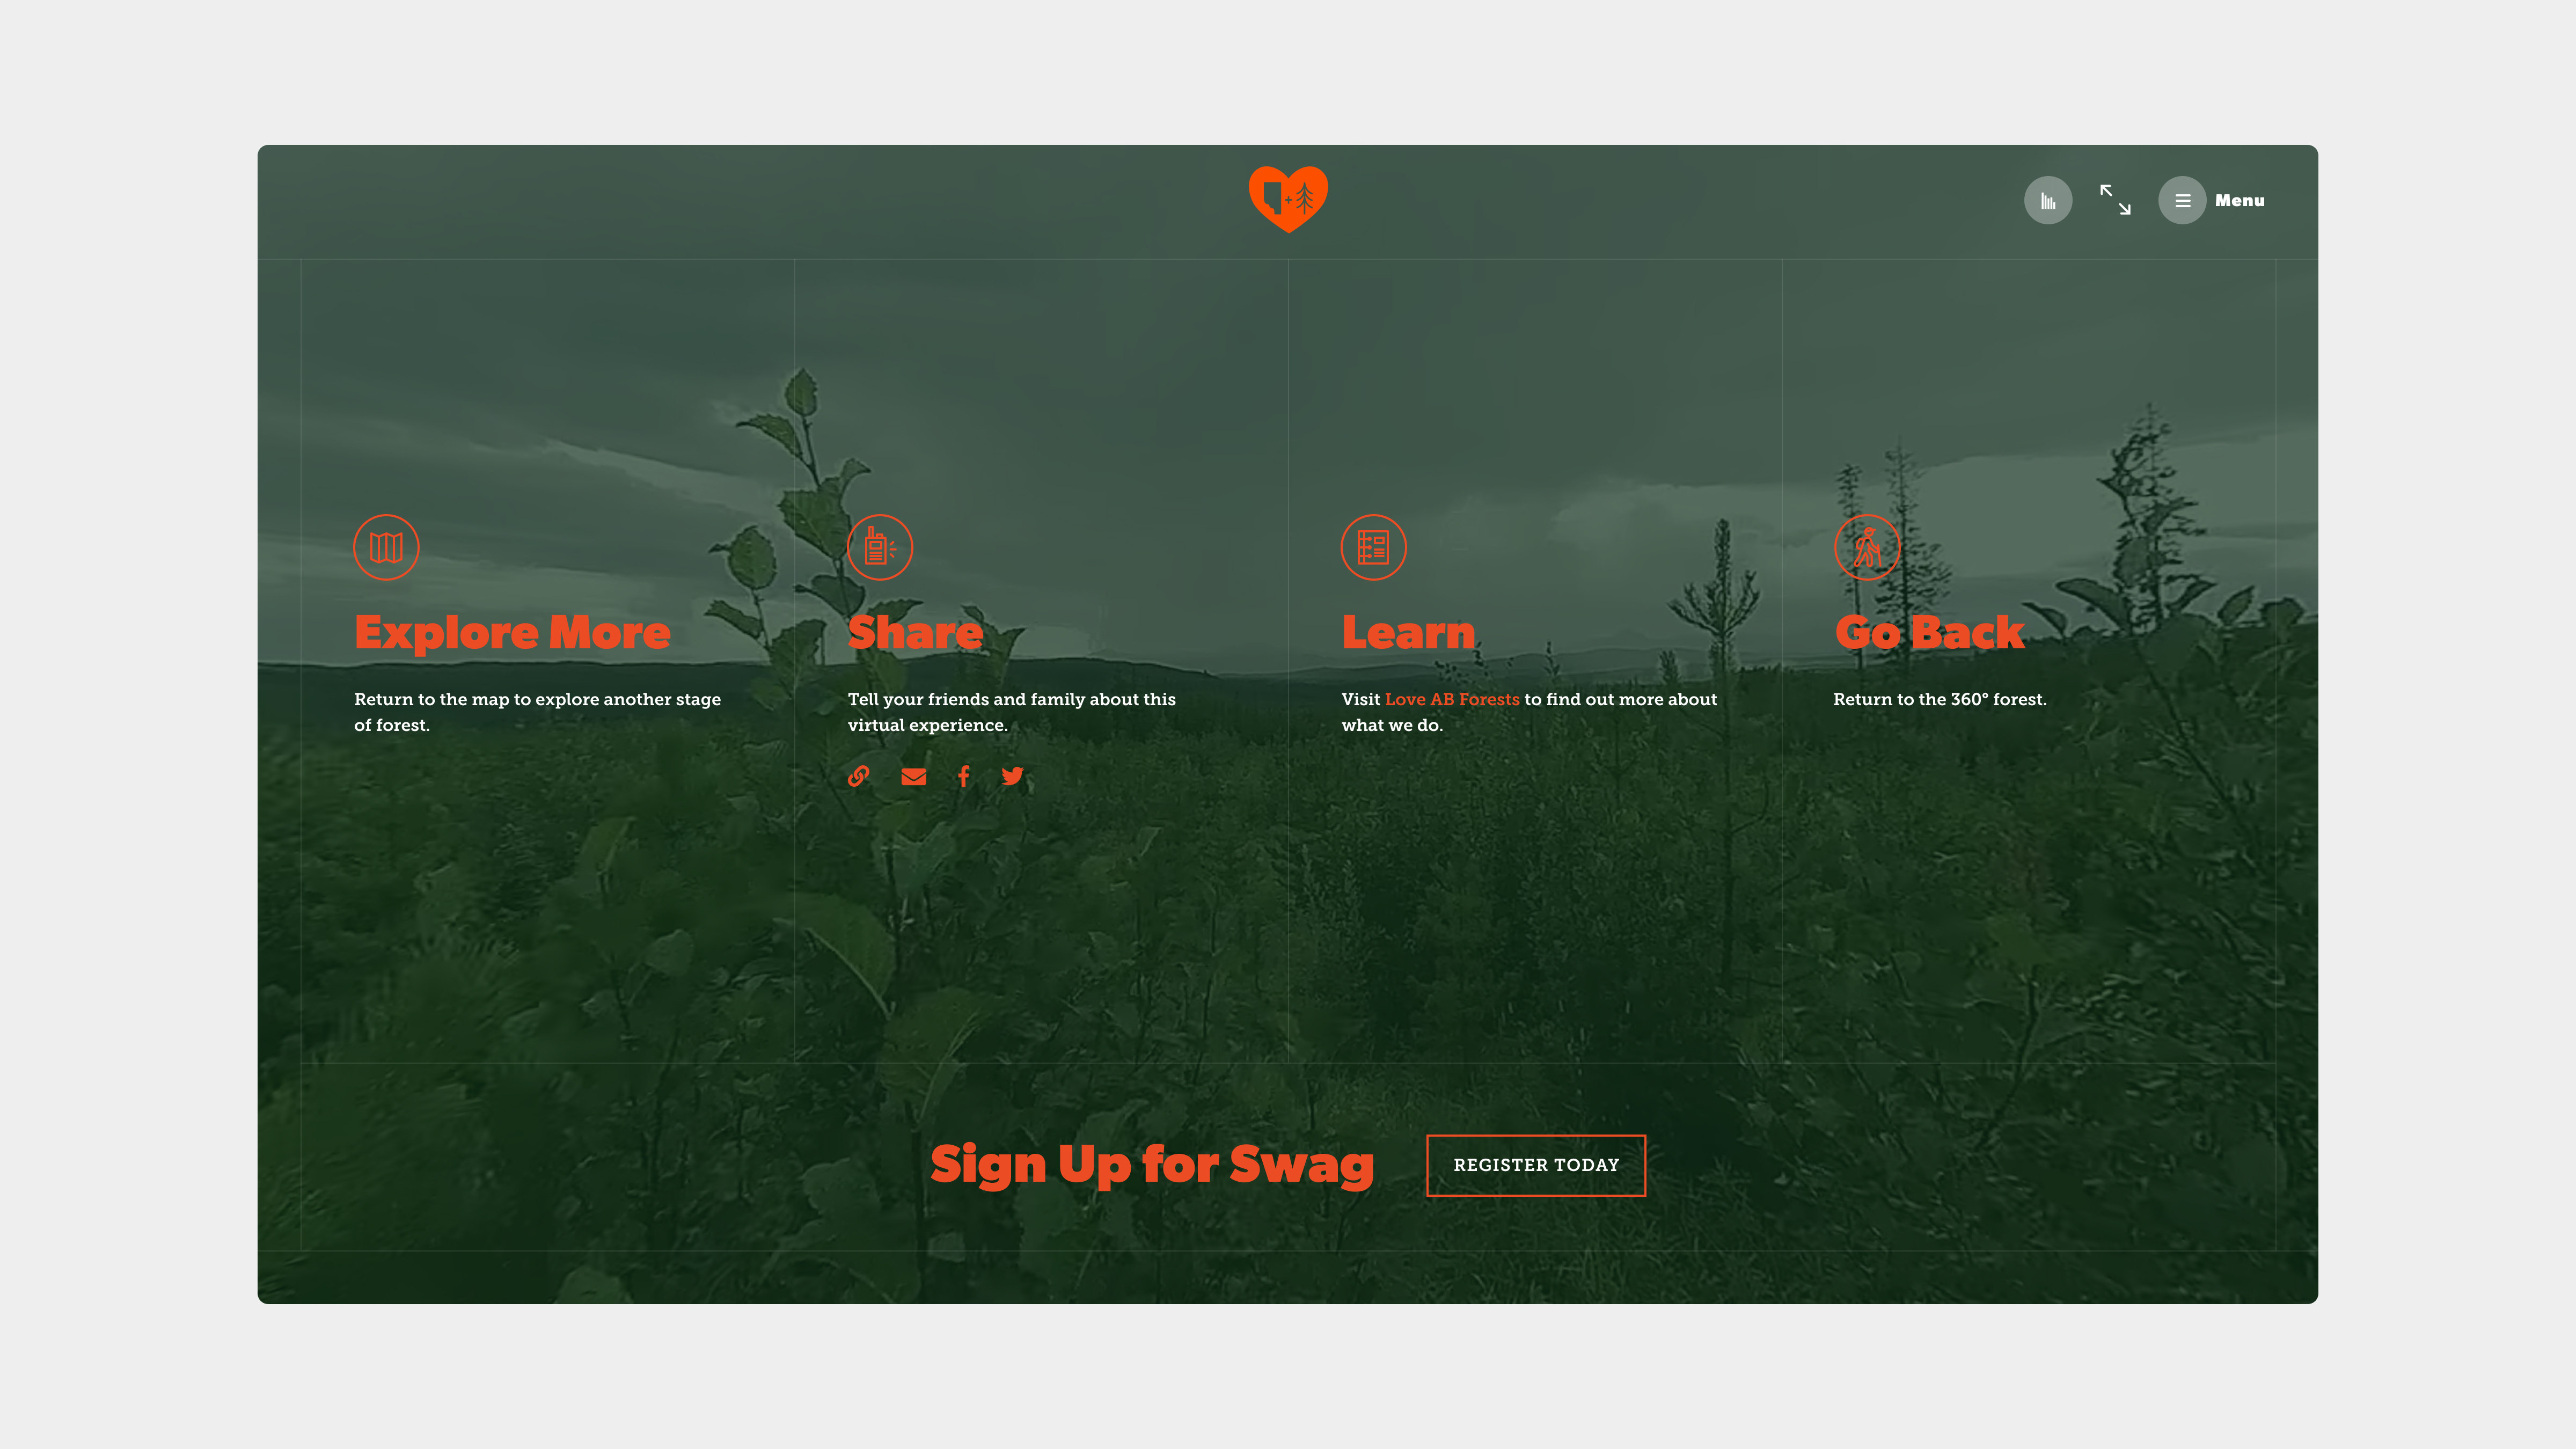 Menu
Explore More
Return to the map to explore another stage
of forest.
Share
Tell your friends and family about this
virtual experience.
Learn
Visit Love AB Forests to find out more about
what we do.
Go Back
Return to the 360° forest.
Sign Up for Swag
REGISTER TODAY